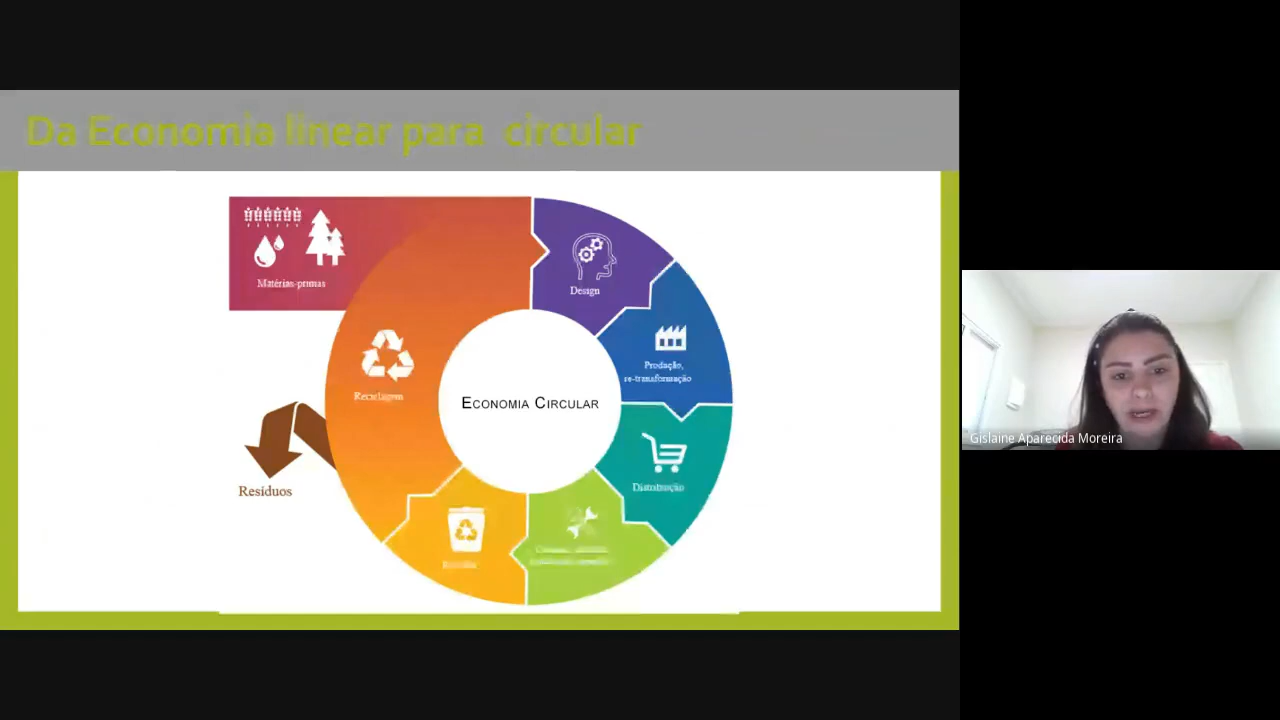 Da Economia linear para circular
Matérias-primas
Design
Produção,
re-transformação
Reciclagem
ECONOMIA CIRCULAR
Distribuição
Resíduos
Gislaine Aparecida Moreira